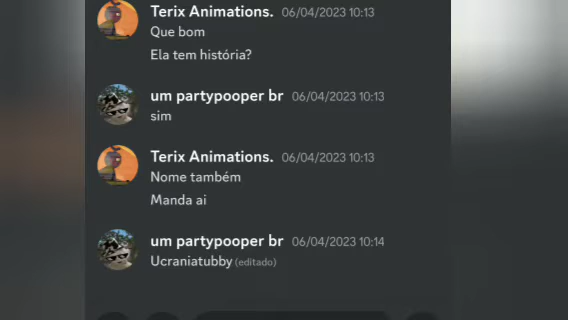 Terix Animations. 06/04/2023 10:13
Que bom
Ela tem história?
um partypooper br 06/04/2023 10:13
sim
Terix Animations. 06/04/2023 10:13
Nome também
Manda ai
um partypooper br 06/04/2023 10:14
Ucraniatubby (editado)